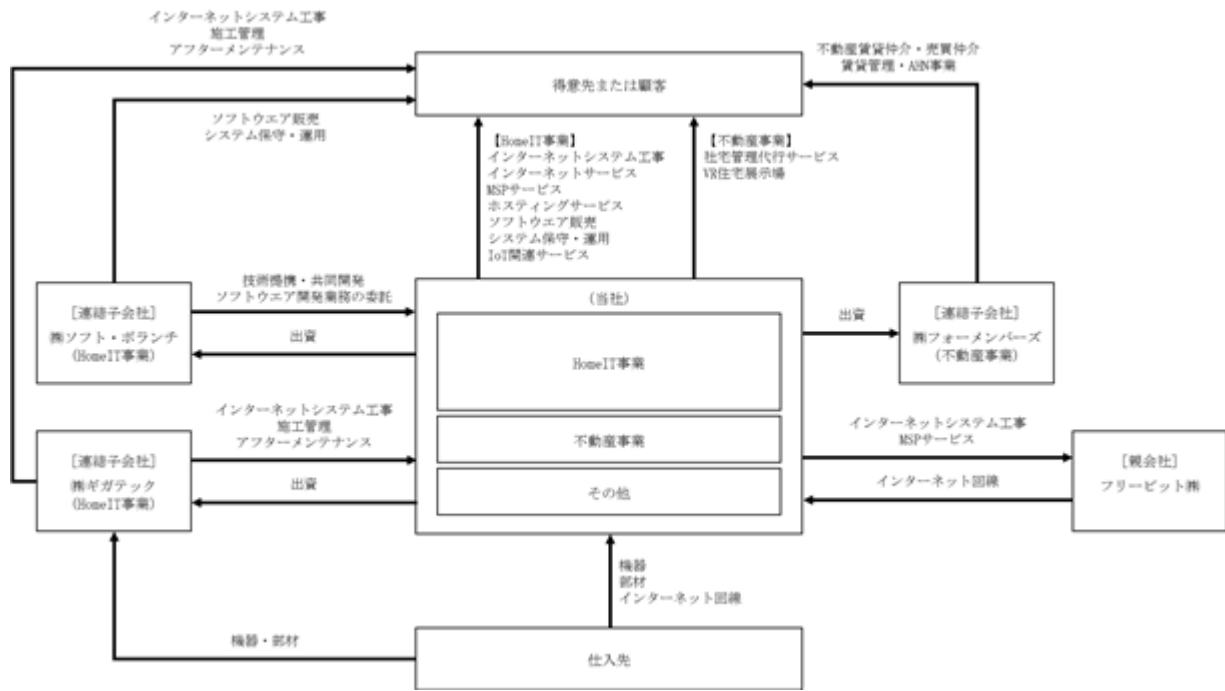 インターネットシステム工事
施工管理
アフターメンテナンス
不動産賃貸仲介・売買仲介
賃貸管理・AHN事業
得意先または顧客
ソフトウエア販売
システム保守・運用
【HomeIT事業】
インターネットシステム工事
インターネットサービス
MSPサービス
ホスティングサービス
ソフトウエア販売
システム保守・運用
IoT関連サービス
【不動産事業】
社宅管理代行サービス
VR住宅展示場
[連結子会社]
㈱ソフト・ボランチ
(HomeIT事業)
技術提携・共同開発
ソフトウエア開発業務の委託
出資
(当社)
HomeIT事業
不動産事業
その他
出資
[連結子会社]
㈱フォーメンバーズ
(不動産事業)
[連結子会社]
㈱ギガテック
(HomeIT事業)
インターネットシステム工事
施工管理
アフターメンテナンス
出資
インターネットシステム工事
MSPサービス
インターネット回線
[親会社]
フリービット㈱
機器
部材
インターネット回線
機器・部材
仕入先